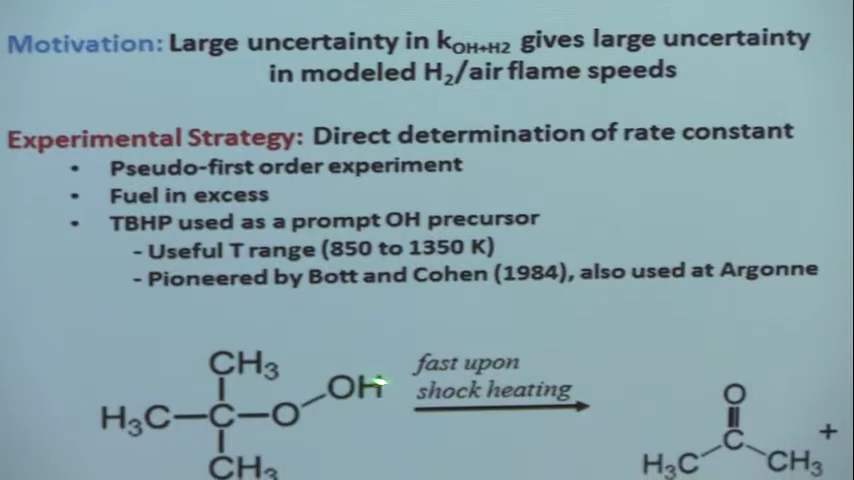 Motivation: Large uncertainty in kOH+H2 gives large uncertainty
in modeled H2/air flame speeds
Experimental Strategy: Direct determination of rate constant
• Pseudo-first order experiment
• Fuel in excess
• TBHP used as a prompt OH precursor
- Useful T range (850 to 1350 K)
- Pioneered by Bott and Cohen (1984), also used at Argonne
CH3
H3C-C-O-OH
CH3
fast upon
shock heating
O
C
H3C CH3
+